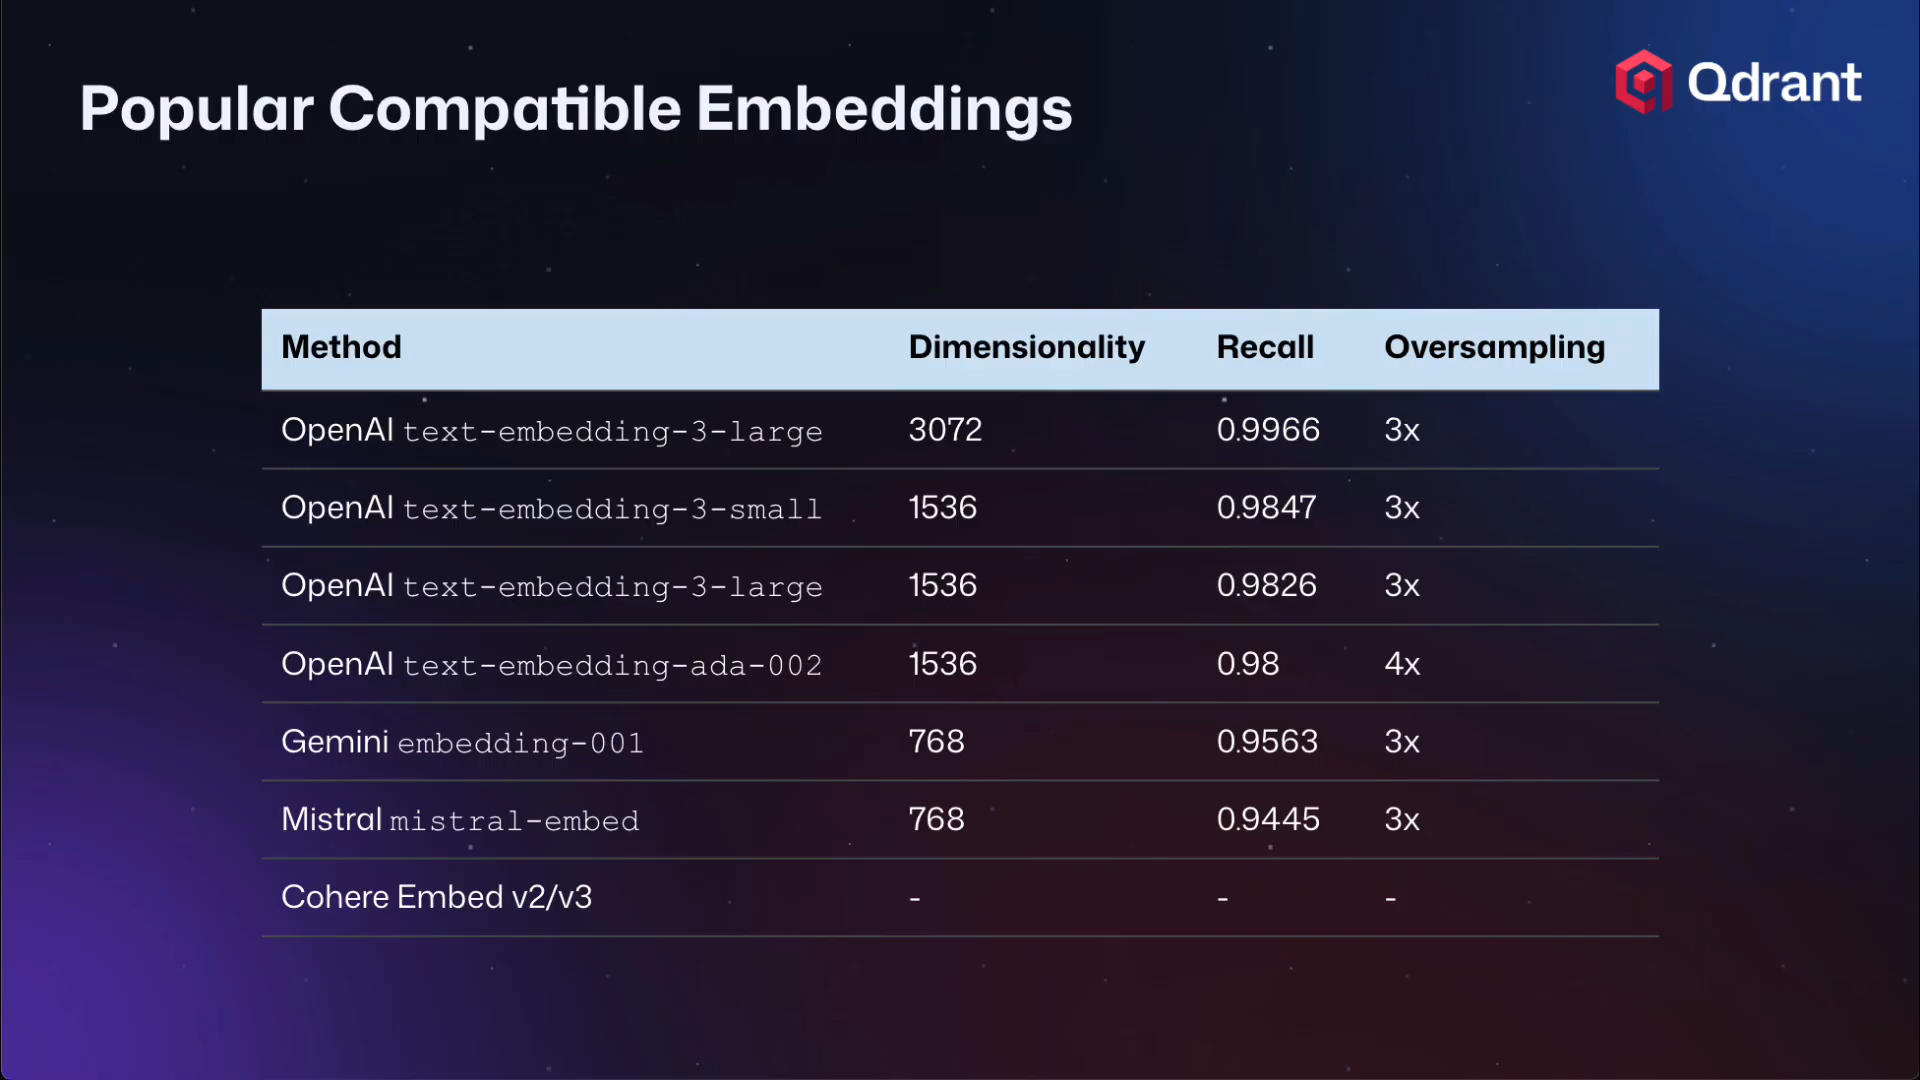 Popular Compatible Embeddings
Qdrant
Method Dimensionality Recall Oversampling
OpenAI text-embedding-3-large 3072 0.9966 3x
OpenAI text-embedding-3-small 1536 0.9847 3x
OpenAI text-embedding-3-large 1536 0.9826 3x
OpenAI text-embedding-ada-002 1536 0.98 4x
Gemini embedding-001 768 0.9563 3x
Mistral mistral-embed 768 0.9445 3x
Cohere Embed v2/v3 - - -